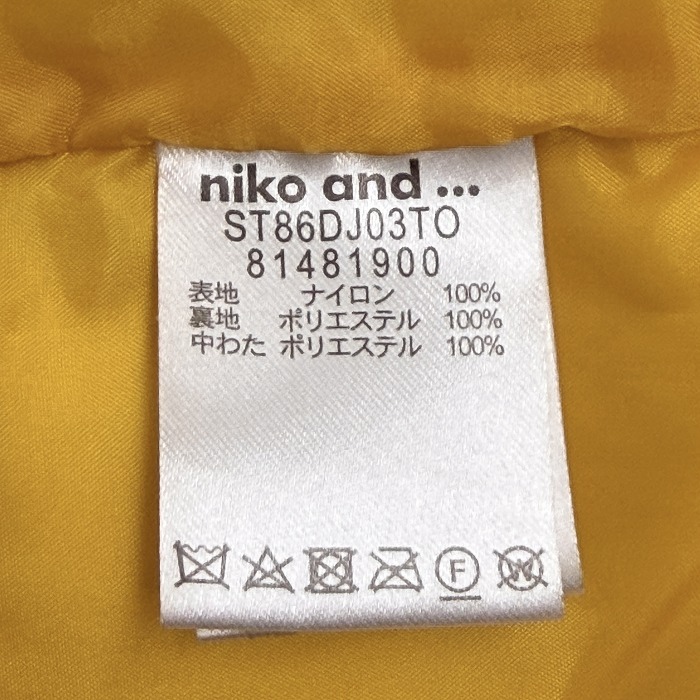 niko and ...
ST86DJ03TO
81481900
表地 ナイロン 100%
裏地 ポリエステル 100%
中わた ポリエステル 100%
F
W